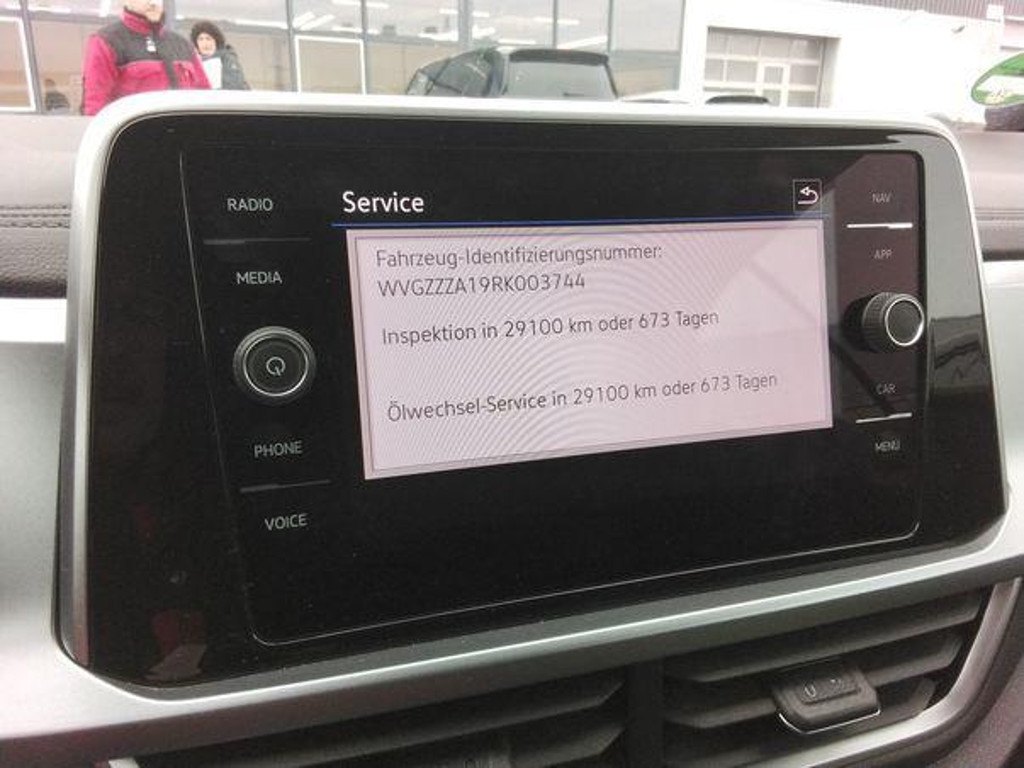 Service
RADIO
MEDIA
PHONE
VOICE
Fahrzeug-Identifizierungsnummer:
WVGZZZA19RK003744
Inspektion in 29100 km oder 673 Tagen
Ölwechsel-Service in 29100 km oder 673 Tagen
NAV
APP
CAR
MENU